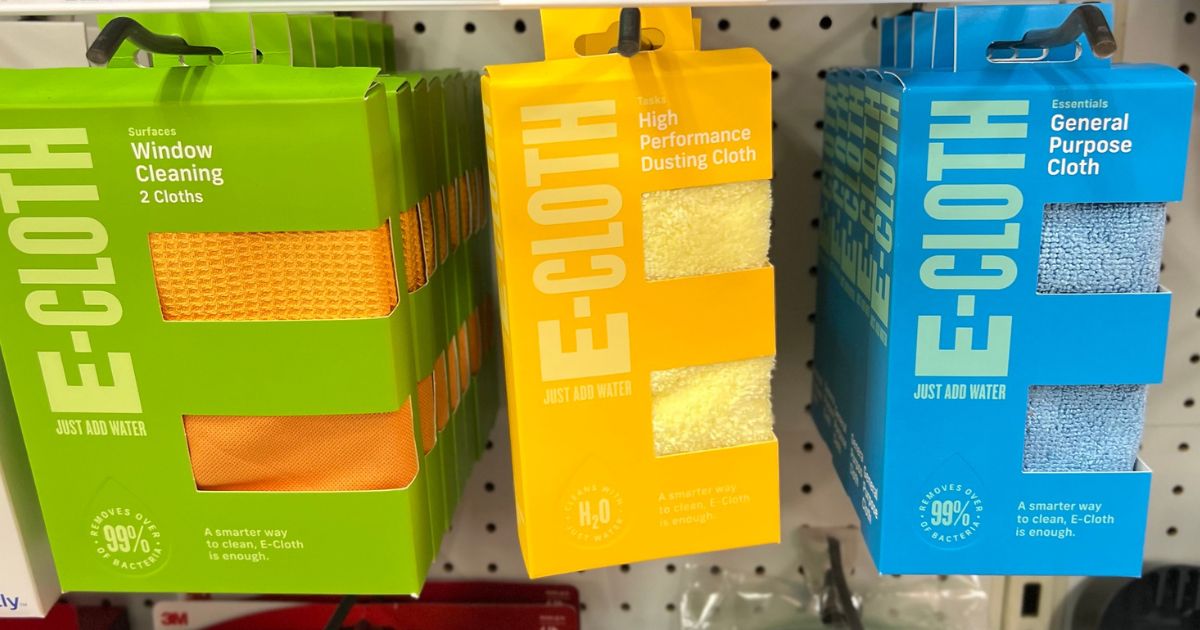 E-CLOTH
JUST ADD WATER
Surfaces
Window
Cleaning
2 Cloths
REMOVES OVER
99%
OF BACTERIA
A smarter way
to clean, E-Cloth
is enough.
E-CLOTH
JUST ADD WATER
Tasks
High
Performance
Dusting Cloth
CLEANS WITH
H₂O
JUST WATER
A smarter way
to clean, E-Cloth
is enough.
E-CLOTH
E-CLOTH
E-CLOTH
JUST ADD WATER
Essentials
General
Purpose
Cloth
REMOVES OVER
99%
OF BACTERIA
A smarter way
to clean, E-Cloth
is enough.
3M